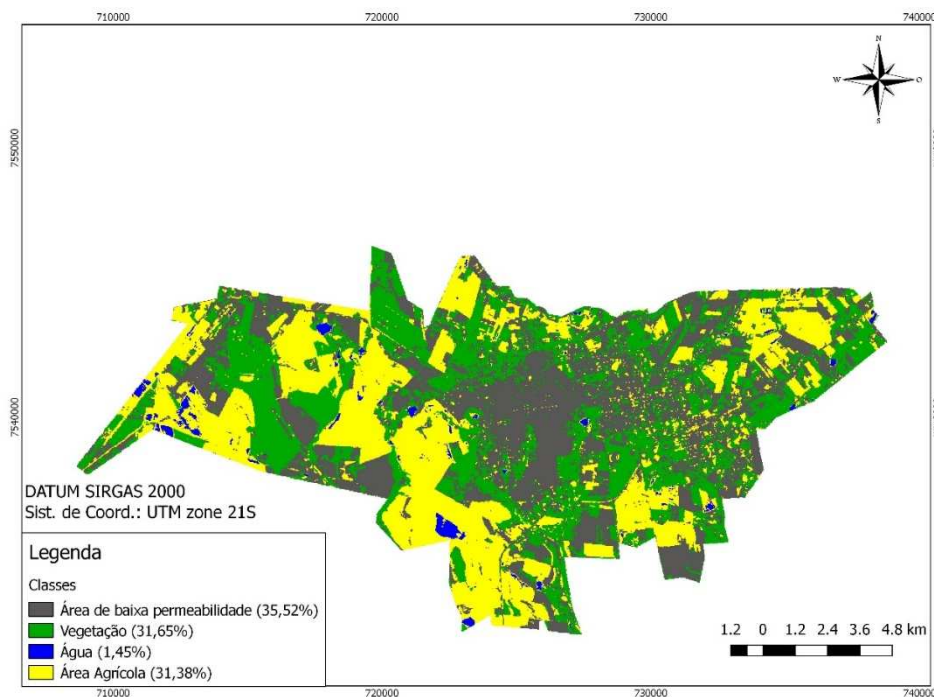 710000 720000 730000 740000
N
W O
S
7550000 7550000
7540000 7540000
DATUM SIRGAS 2000
Sist. de Coord.: UTM zone 21S
Legenda
Classes
Área de baixa permeabilidade (35,52%)
Vegetação (31,65%)
Água (1,45%)
Área Agrícola (31,38%)
1.2 0 1.2 2.4 3.6 4.8 km
710000 720000 730000 740000